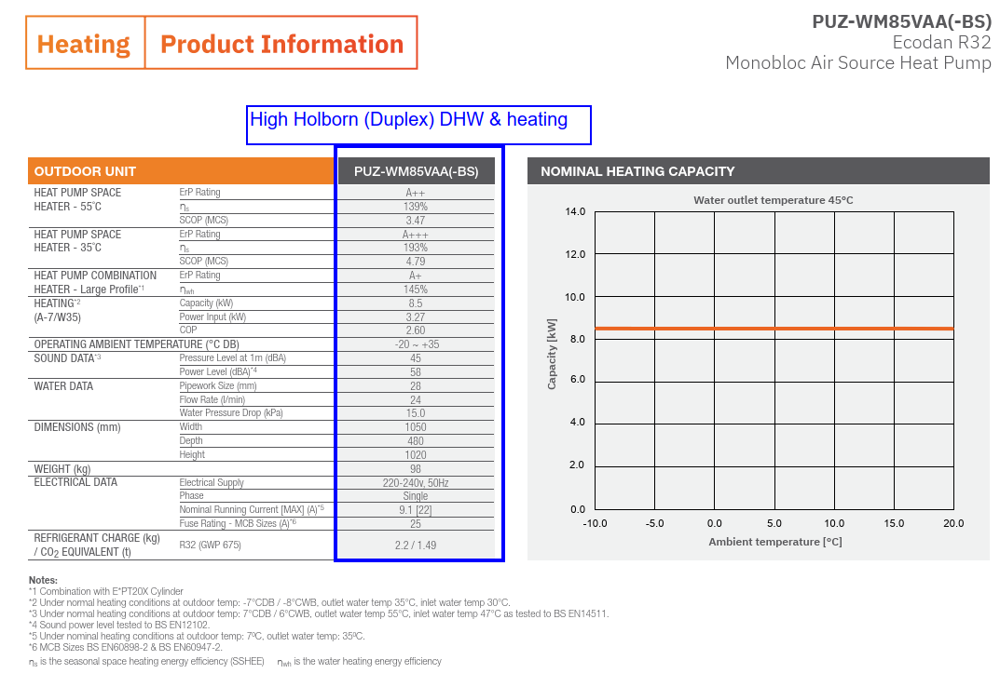 Heating Product Information
PUZ-WM85VAA(-BS)
Ecodan R32
Monobloc Air Source Heat Pump
High Holborn (Duplex) DHW & heating
OUTDOOR UNIT PUZ-WM85VAA(-BS)
HEAT PUMP SPACE ErP Rating A++
HEATER - 55°C ηs 139%
SCOP (MCS) 3.47
HEAT PUMP SPACE ErP Rating A+++
HEATER - 35°C ηs 193%
SCOP (MCS) 4.79
HEAT PUMP COMBINATION ErP Rating A+
HEATER - Large Profile*1 ηwh 145%
HEATING*2 Capacity (kW) 8.5
(A-7/W35) Power Input (kW) 3.27
COP 2.60
OPERATING AMBIENT TEMPERATURE (°C DB) -20 ~ +35
SOUND DATA*3 Pressure Level at 1m (dBA) 45
Power Level (dBA)*4 58
WATER DATA Pipework Size (mm) 28
Flow Rate (l/min) 24
Water Pressure Drop (kPa) 15.0
DIMENSIONS (mm) Width 1050
Depth 480
Height 1020
WEIGHT (kg) 98
ELECTRICAL DATA Electrical Supply 220-240v, 50Hz
Phase Single
Nominal Running Current [MAX] (A)*5 9.1 [22]
Fuse Rating - MCB Sizes (A)*6 25
REFRIGERANT CHARGE (kg)
/ CO2 EQUIVALENT (t) R32 (GWP 675) 2.2 / 1.49
NOMINAL HEATING CAPACITY
Water outlet temperature 45°C
14.0
12.0
10.0
8.0
6.0
4.0
2.0
0.0
Capacity [kW]
-10.0 -5.0 0.0 5.0 10.0 15.0 20.0
Ambient temperature [°C]
Notes:
*1 Combination with E*PT20X Cylinder
*2 Under normal heating conditions at outdoor temp: -7°CDB / -8°CWB, outlet water temp 35°C, inlet water temp 30°C.
*3 Under normal heating conditions at outdoor temp: 7°CDB / 6°CWB, outlet water temp 55°C, inlet water temp 47°C as tested to BS EN14511.
*4 Sound power level tested to BS EN12102.
*5 Under nominal heating conditions at outdoor temp: 7°C, outlet water temp: 35°C.
*6 MCB Sizes BS EN60898-2 & BS EN60947-2.
ηs is the seasonal space heating energy efficiency (SSHEE) ηwh is the water heating energy efficiency